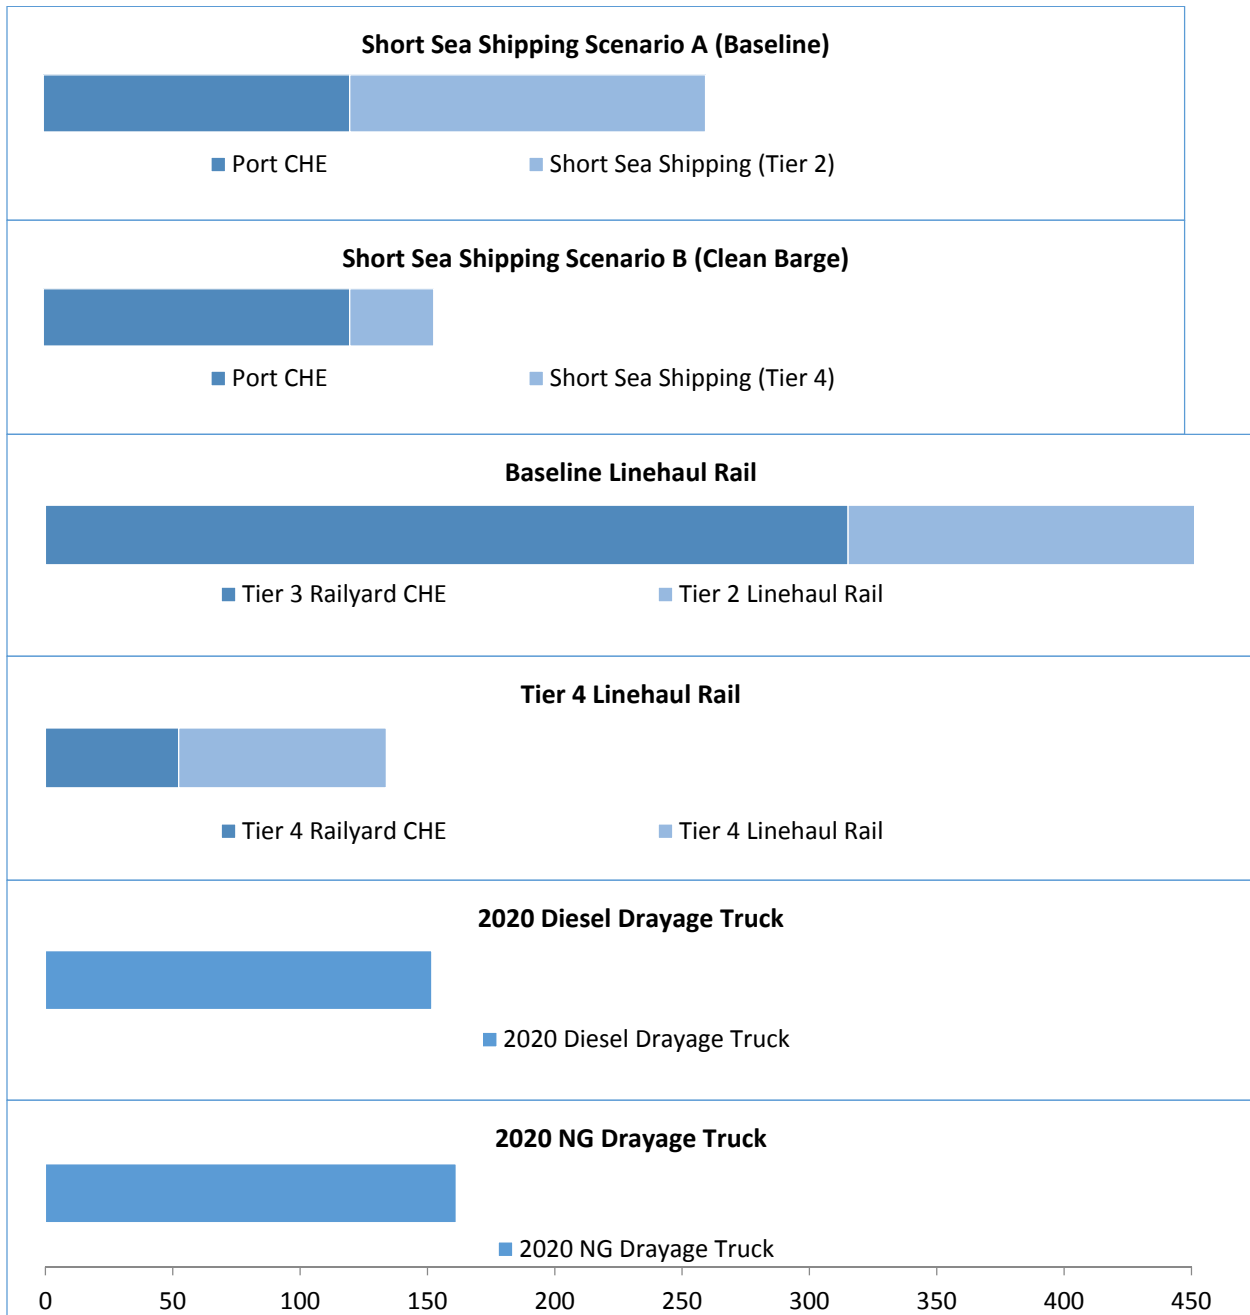 Short Sea Shipping Scenario A (Baseline)
Port CHE Short Sea Shipping (Tier 2)
Short Sea Shipping Scenario B (Clean Barge)
Port CHE Short Sea Shipping (Tier 4)
Baseline Linehaul Rail
Tier 3 Railyard CHE Tier 2 Linehaul Rail
Tier 4 Linehaul Rail
Tier 4 Railyard CHE Tier 4 Linehaul Rail
2020 Diesel Drayage Truck
2020 Diesel Drayage Truck
2020 NG Drayage Truck
2020 NG Drayage Truck
0 50 100 150 200 250 300 350 400 450